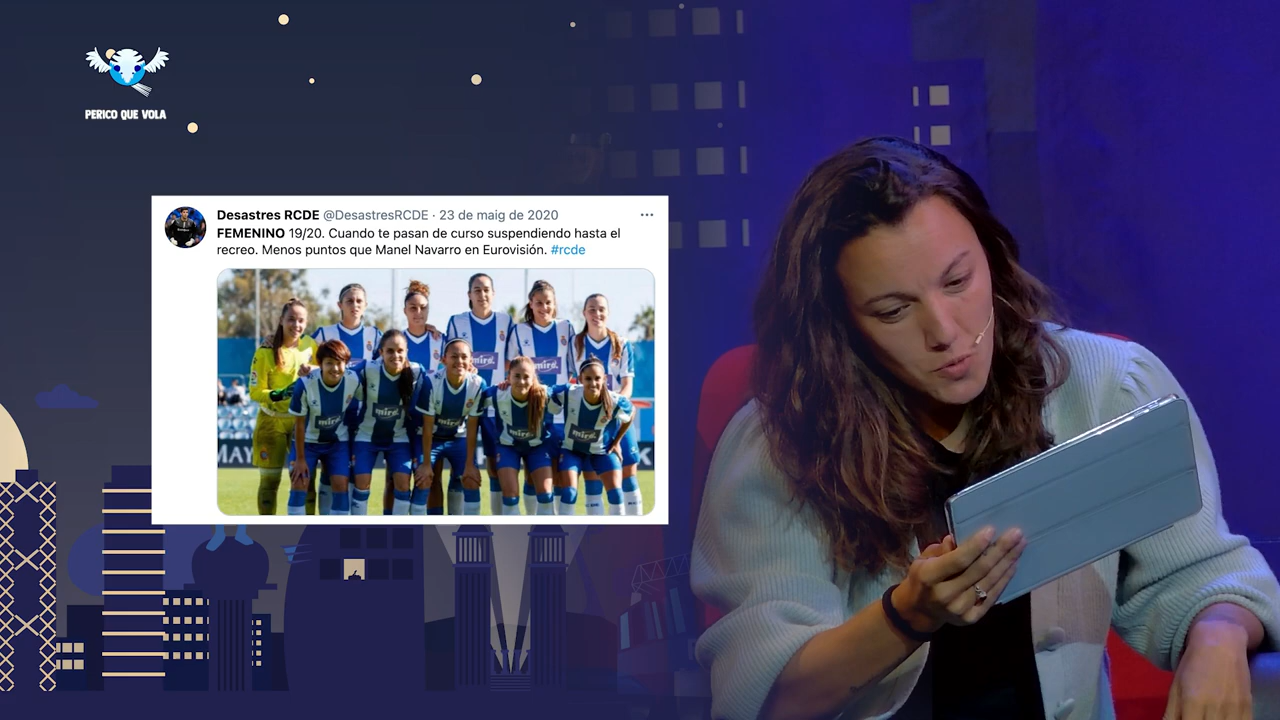 PERICO QUE VOLA
Desastres RCDE @DesastresRCDE · 23 de maig de 2020
FEMENINO 19/20. Cuando te pasan de curso suspendiendo hasta el
recreo. Menos puntos que Manel Navarro en Eurovisión. #rcde